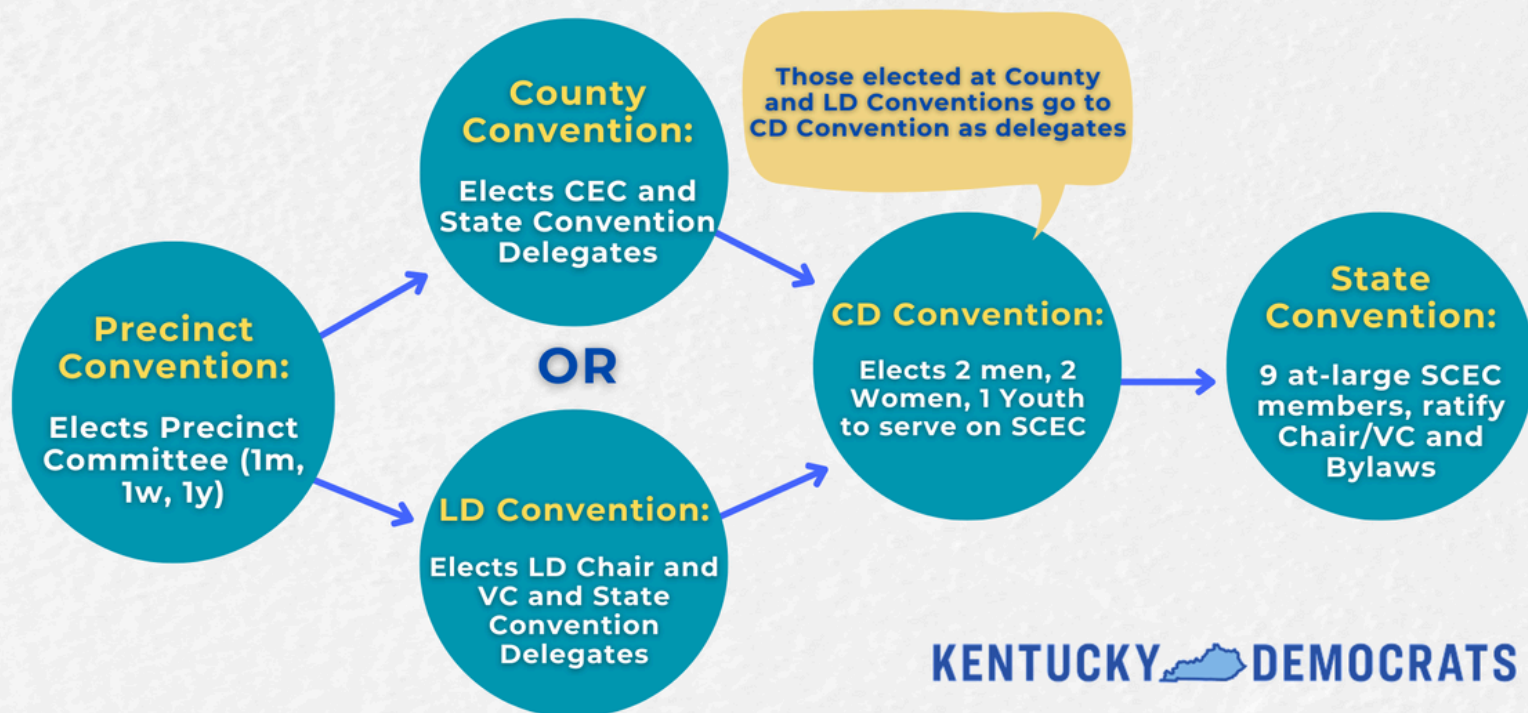 Precinct
Convention:
Elects Precinct
Committee (1m,
1w, 1y)
County
Convention:
Elects CEC and
State Convention
Delegates
OR
LD Convention:
Elects LD Chair and
VC and State
Convention
Delegates
Those elected at County
and LD Conventions go to
CD Convention as delegates
CD Convention:
Elects 2 men, 2
Women, 1 Youth
to serve on SCEC
State
Convention:
9 at-large SCEC
members, ratify
Chair/VC and
Bylaws
KENTUCKY DEMOCRATS